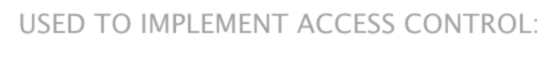 USED TO IMPLEMENT ACCESS CONTROL: